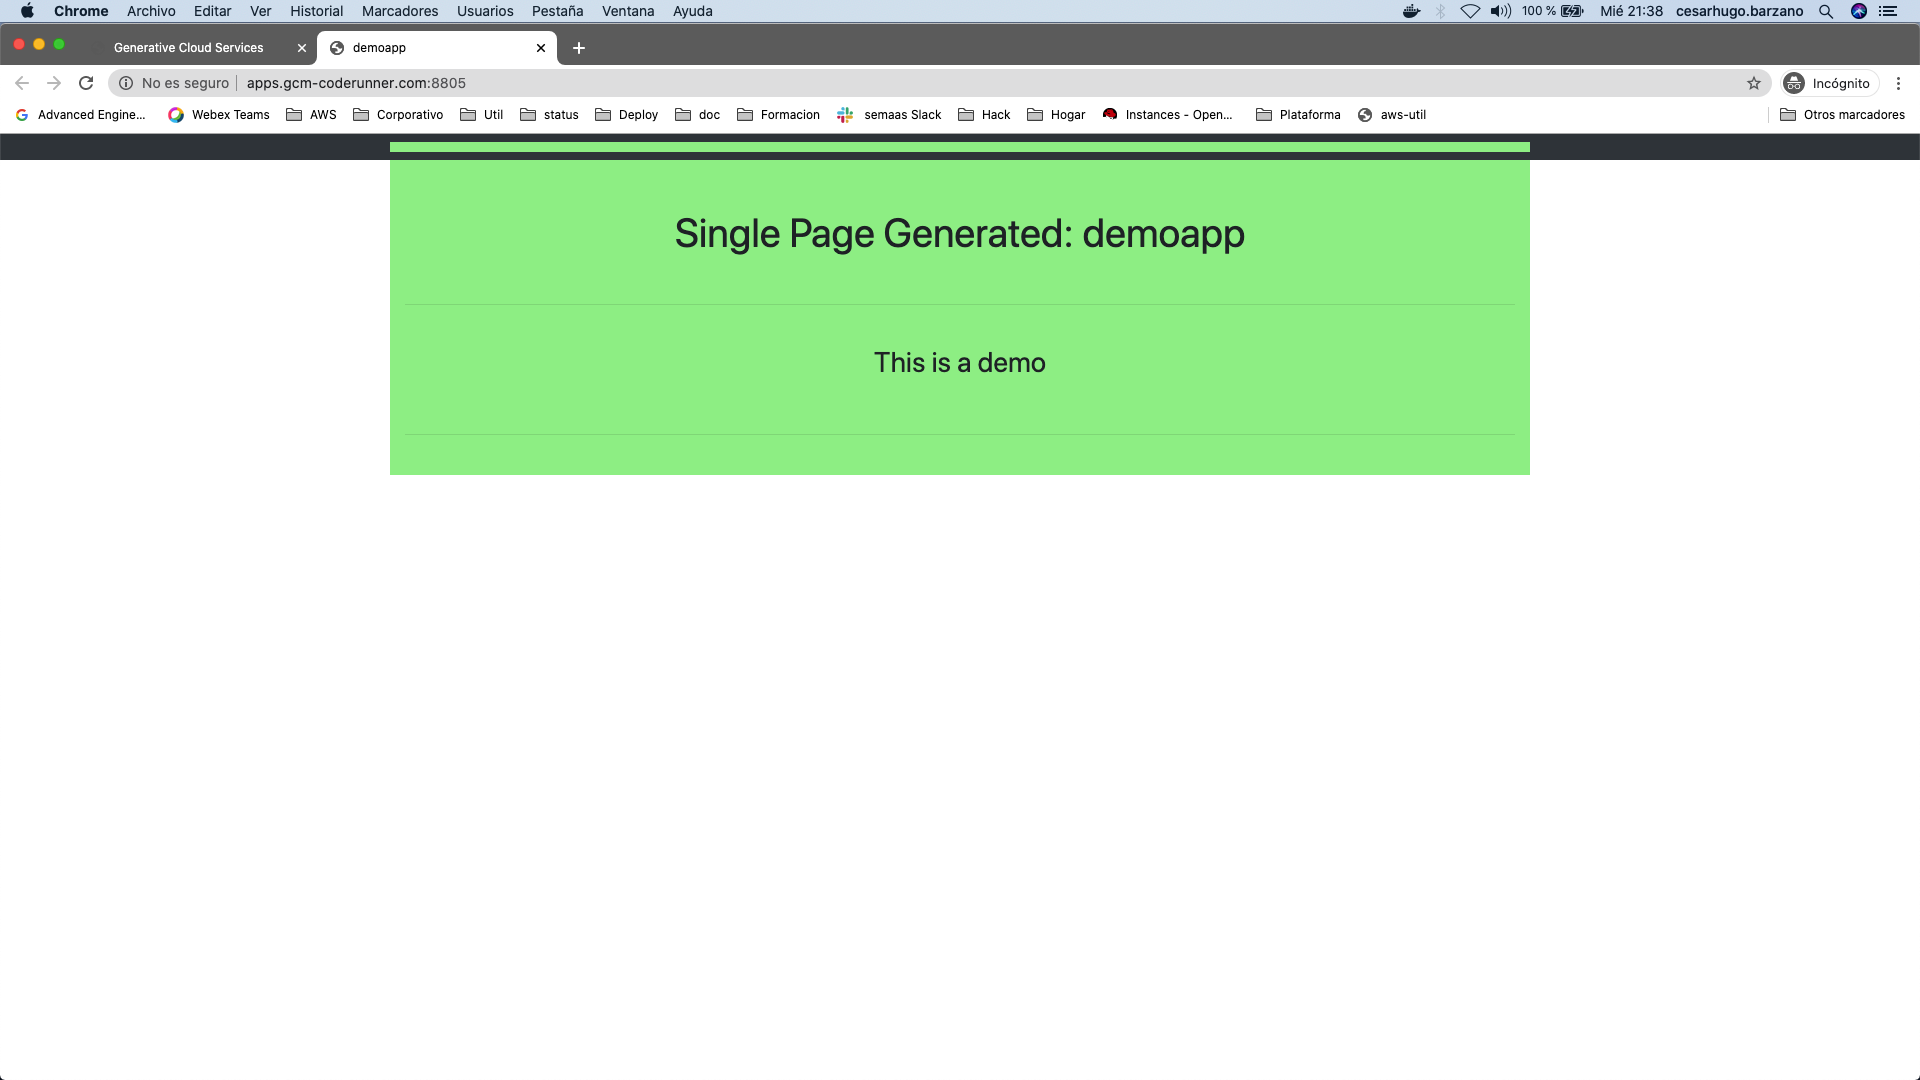 Chrome Archivo Editar Ver Historial Marcadores Usuarios Pestaña Ventana Ayuda 100 % Mié 21:38 cesarhugo.barzano
Generative Cloud Services demoapp
No es seguro apps.gcm-coderunner.com:8805 Incógnito
Advanced Engine... Webex Teams AWS Corporativo Util status Deploy doc Formacion semaas Slack Hack Hogar Instances - Open... Plataforma aws-util Otros marcadores
Single Page Generated: demoapp
This is a demo